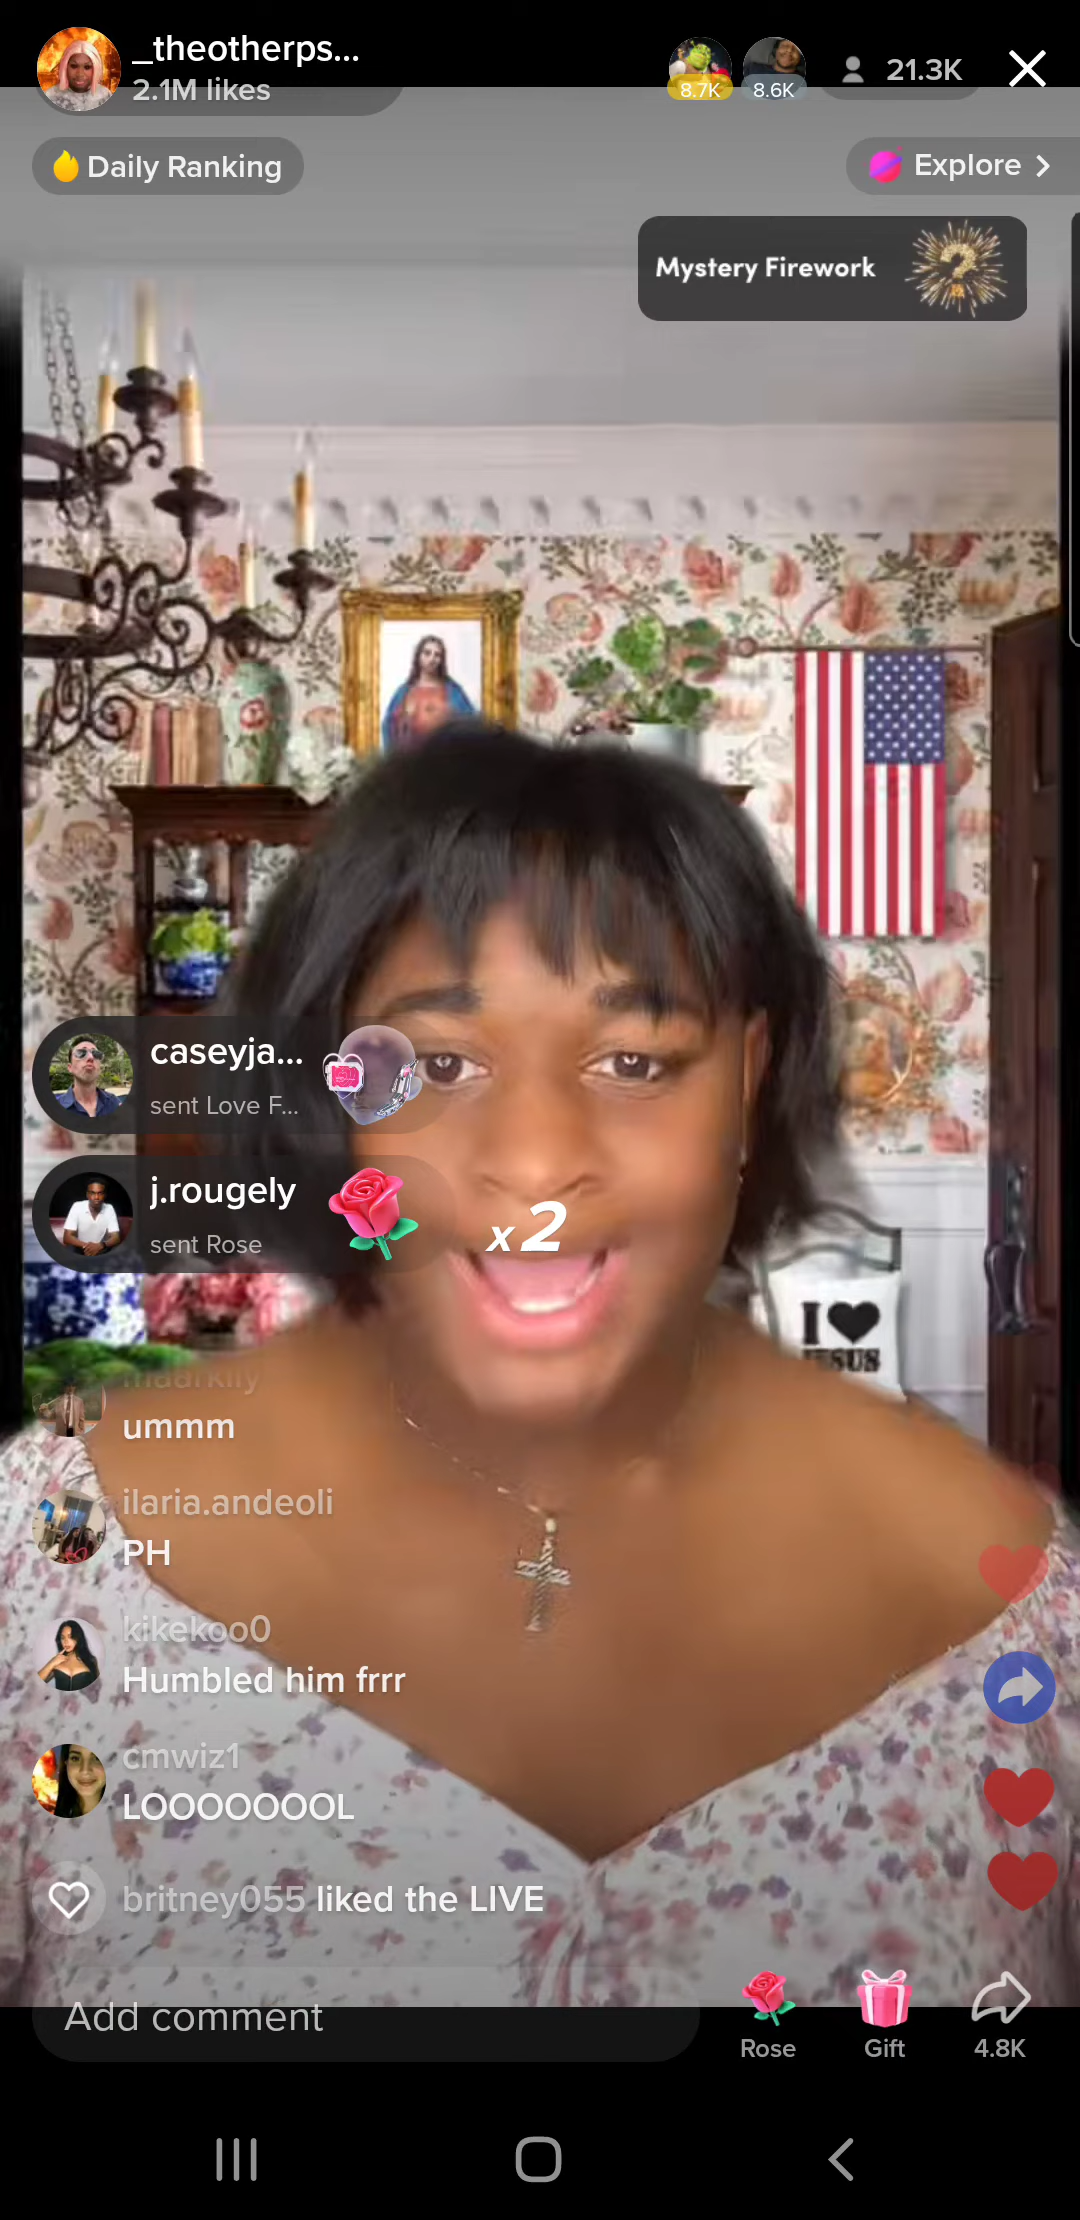 _theotherps...
2.1M likes
8.7K
8.6K
21.3K
Daily Ranking
Explore
Mystery Firework
caseyja...
sent Love F...
j.rougely
sent Rose
x2
I
JESUS
maarkily
ummm
ilaria.andeoli
PH
kikekoo0
Humbled him frrr
cmwiz1
LOOOOOOOL
britney055 liked the LIVE
Add comment
Rose
Gift
4.8K